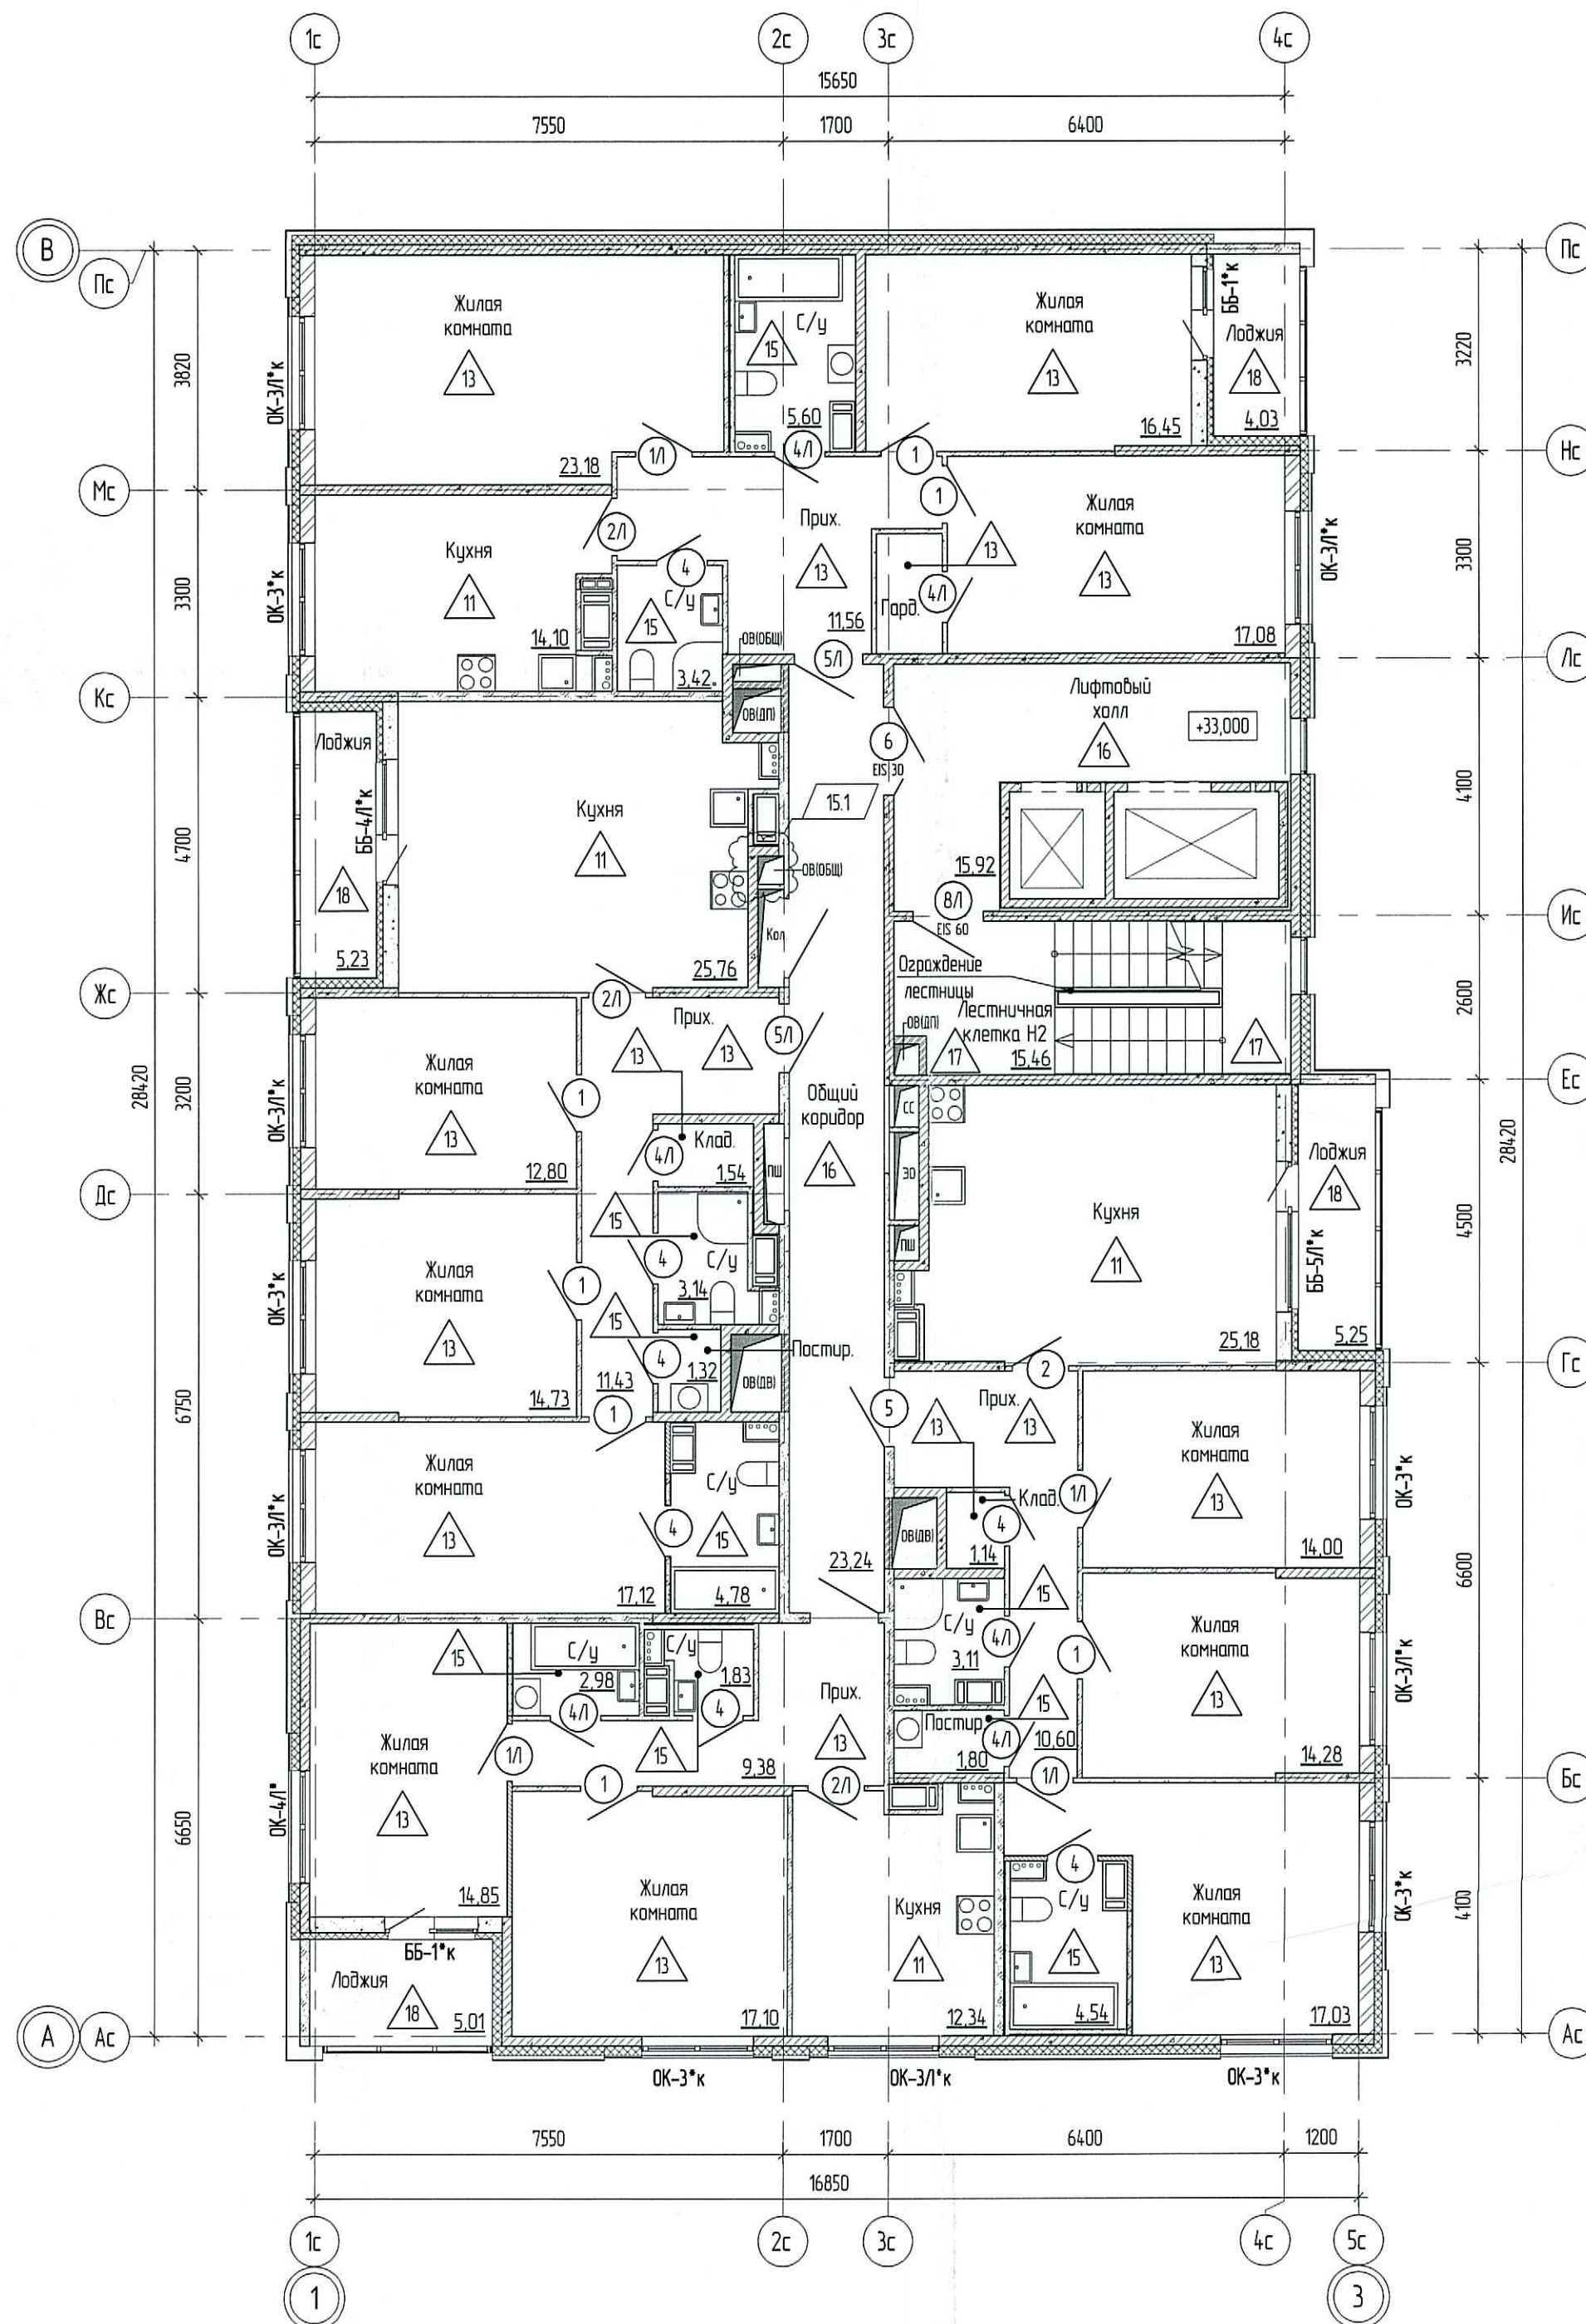 1с
2с
3с
4с
15650
7550
1700
6400
В
Пс
Пс
ББ-1*к
Жилая
комната
13
С/у
15
Жилая
комната
13
Лоджия
18
3820
3220
ОК-3Л*к
5,60
16,45
4,03
1Л
4Л
1
Нс
23,18
Мс
1
Прих.
13
13
Жилая
комната
13
2Л
Кухня
11
4
С/у
15
3300
3300
ОК-3*к
ОК-3Л*к
Гард.
4Л
11,56
14,10
ОВ(ОБЩ)
17,08
3,42
5Л
Лс
Кс
Лифтовый
холл
16
+33,000
ОВ(ДП)
Лоджия
6
EIS 30
15.1
4700
4100
ББ-4Л*к
Кухня
11
18
ОВ(ОБЩ)
15,92
8Л
EIS 60
Ис
Кол.
5,23
25,76
Ограждение
лестницы
Жс
2Л
Прих.
13
13
5Л
Лестничная
клетка Н2
ОВ(ДП)
17
15,46
17
2600
Ес
28420
28420
3200
ОК-3Л*к
Жилая
комната
13
1
Общий
коридор
16
СС
Клад.
4Л
12,80
1,54
ПШ
ЭО
Лоджия
18
Дс
15
Кухня
11
4500
4
С/у
ПШ
Жилая
комната
13
1
3,14
ОК-3*к
ББ-5Л*к
15
25,18
5,25
4
Постир.
1,32
ОВ(ДВ)
2
Гс
14,73
11,43
1
5
Прих.
13
13
6750
Жилая
комната
13
Жилая
комната
13
С/у
15
4
1Л
Клад.
4
ОК-3Л*к
ОК-3*к
ОВ(ДВ)
23,24
1,14
14,00
6600
17,12
4,78
Вс
15
С/у
4Л
3,11
1
Жилая
комната
13
15
С/у
2,98
С/у
1,83
4Л
4
Прих.
13
15
ОК-3Л*к
Постир.
4Л
1,80
10,60
14,28
1Л
15
9,38
1
2Л
1Л
Бс
Жилая
комната
13
ОК-4Л*
6650
14,85
ББ-1*к
Жилая
комната
13
Кухня
11
4
С/у
15
Жилая
комната
13
ОК-3*к
4100
Лоджия
18
5,01
17,10
12,34
4,54
17,03
А
Ас
Ас
ОК-3*к
ОК-3Л*к
ОК-3*к
7550
1700
6400
1200
16850
1с
2с
3с
4с
5с
1
3